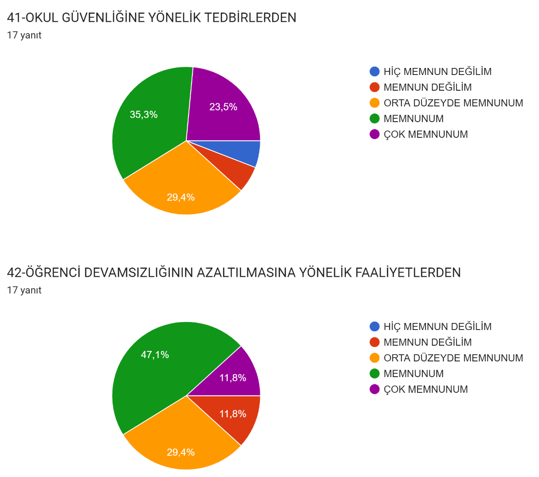 41-OKUL GÜVENLİĞİNE YÖNELİK TEDBİRLERDEN
17 yanıt
HİÇ MEMNUN DEĞİLİM
MEMNUN DEĞİLİM
ORTA DÜZEYDE MEMNUNUM
MEMNUNUM
ÇOK MEMNUNUM
23,5%
35,3%
29,4%
42-ÖĞRENCİ DEVAMSIZLIĞININ AZALTILMASINA YÖNELİK FAALİYETLERDEN
17 yanıt
HİÇ MEMNUN DEĞİLİM
MEMNUN DEĞİLİM
ORTA DÜZEYDE MEMNUNUM
MEMNUNUM
ÇOK MEMNUNUM
47,1%
11,8%
11,8%
29,4%